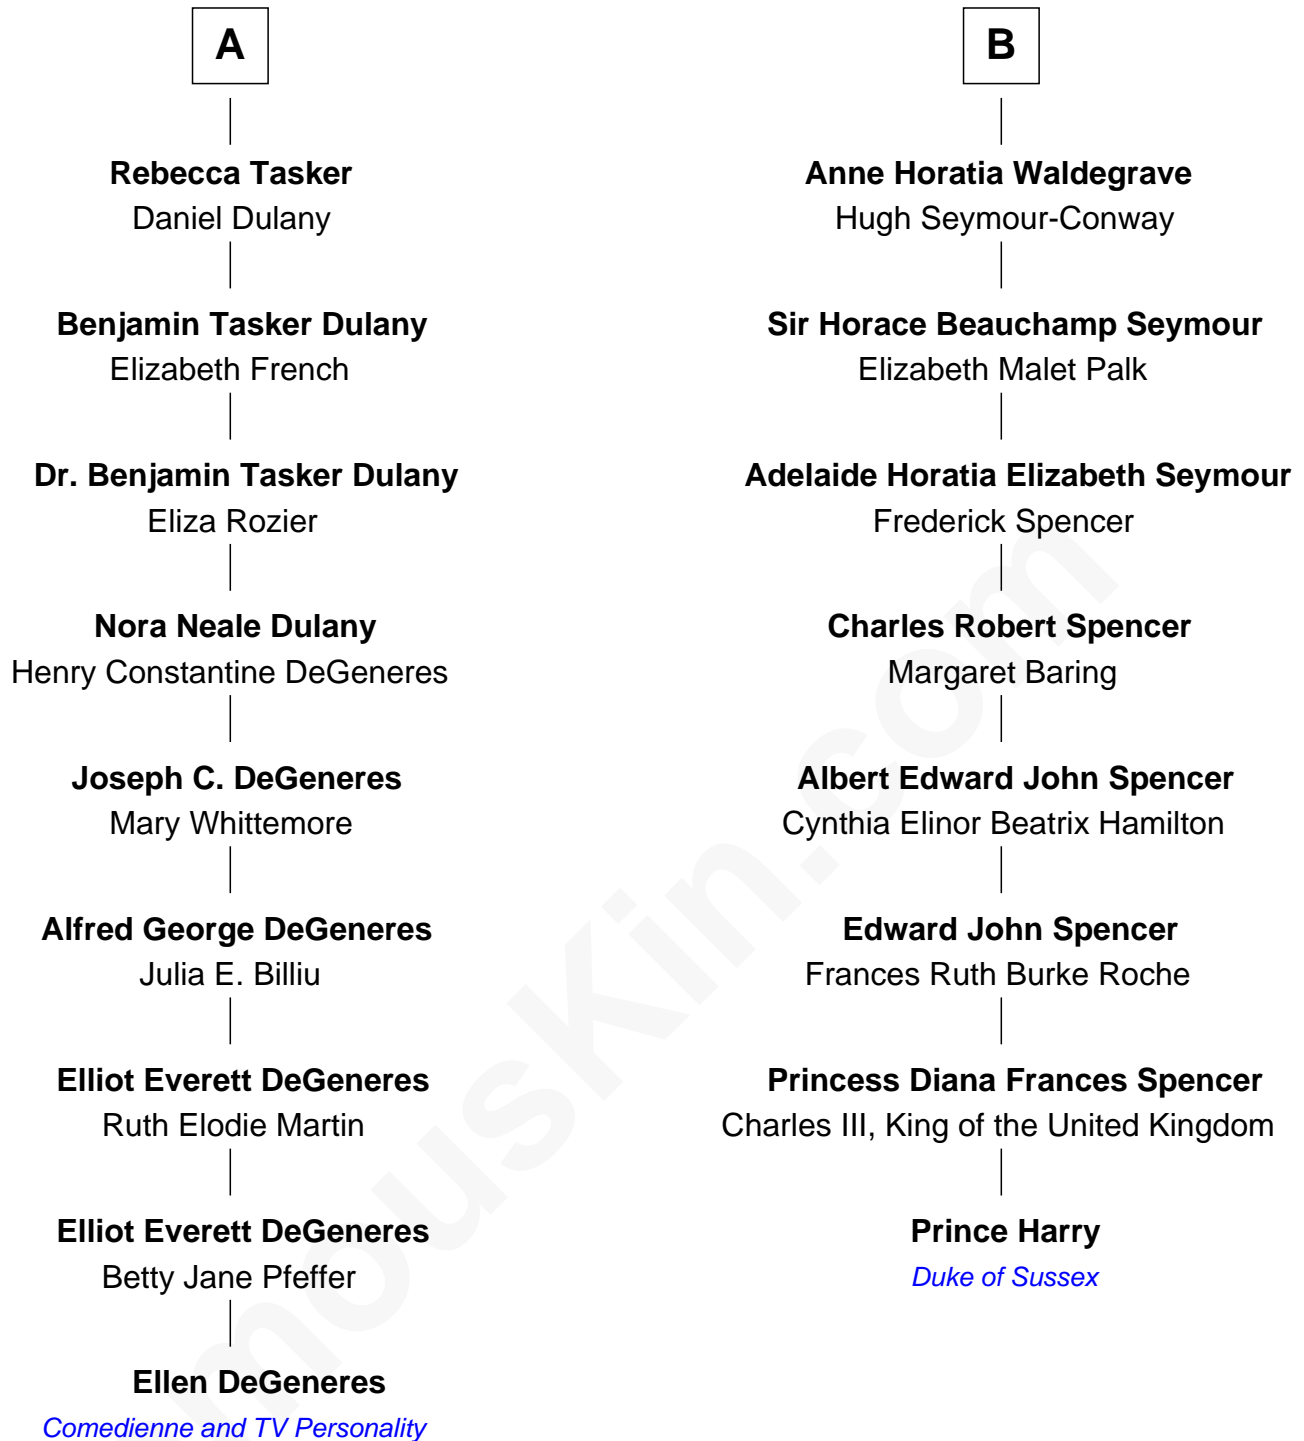 A
Rebecca Tasker
Daniel Dulany
Benjamin Tasker Dulany
Elizabeth French
Dr. Benjamin Tasker Dulany
Eliza Rozier
Nora Neale Dulany
Henry Constantine DeGeneres
Joseph C. DeGeneres
Mary Whittemore
Alfred George DeGeneres
Julia E. Billiu
Elliot Everett DeGeneres
Ruth Elodie Martin
Elliot Everett DeGeneres
Betty Jane Pfeffer
Ellen DeGeneres
Comedienne and TV Personality
B
Anne Horatia Waldegrave
Hugh Seymour-Conway
Sir Horace Beauchamp Seymour
Elizabeth Malet Palk
Adelaide Horatia Elizabeth Seymour
Frederick Spencer
Charles Robert Spencer
Margaret Baring
Albert Edward John Spencer
Cynthia Elinor Beatrix Hamilton
Edward John Spencer
Frances Ruth Burke Roche
Princess Diana Frances Spencer
Charles III, King of the United Kingdom
Prince Harry
Duke of Sussex
mousKin.com